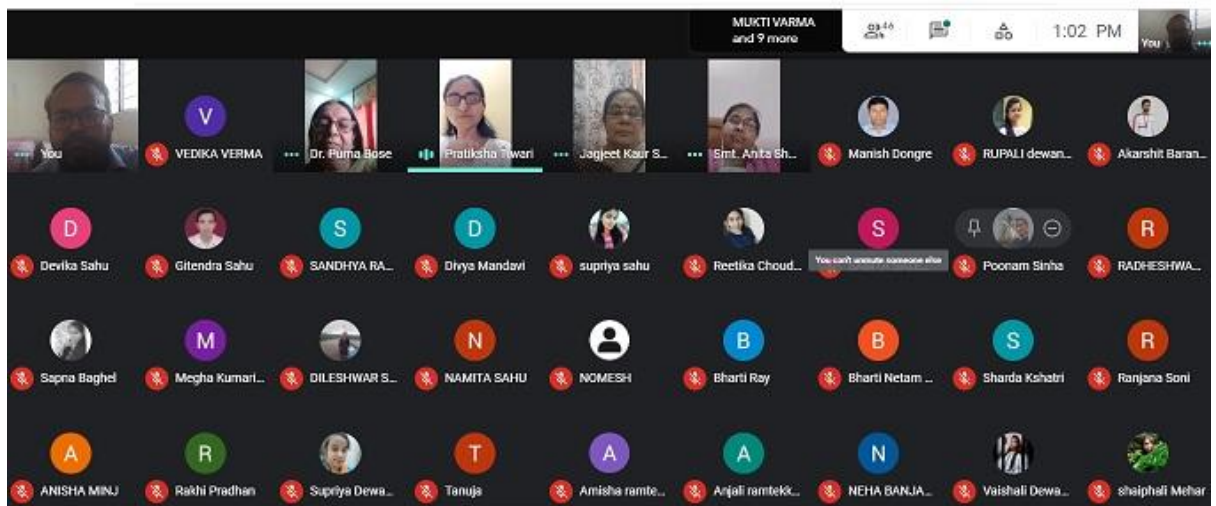 MUKTI VARMA
and 9 more
46
1:02 PM
You
You
V
VEDIKA VERMA
Dr. Purna Bose
Pratiksha Tiwari
Jagjeet Kaur S...
Smt. Anita Sh...
Manish Dongre
RUPALI dewan...
Akarshit Baran...
D
Devika Sahu
Gitendra Sahu
S
SANDHYA RA...
D
Divya Mandavi
supriya sahu
Reetika Choud...
S
You can't unmute someone else
Poonam Sinha
R
RADHESHWA...
Sapna Baghel
M
Megha Kumari...
DILESHWAR S...
N
NAMITA SAHU
NOMESH
B
Bharti Ray
B
Bharti Netam ...
S
Sharda Kshatri
R
Ranjana Soni
A
ANISHA MINJ
R
Rakhi Pradhan
Supriya Dewa...
T
Tanuja
A
Amisha ramte...
A
Anjali ramtekk...
N
NEHA BANJA...
Vaishali Dewa...
shaiphali Mehar